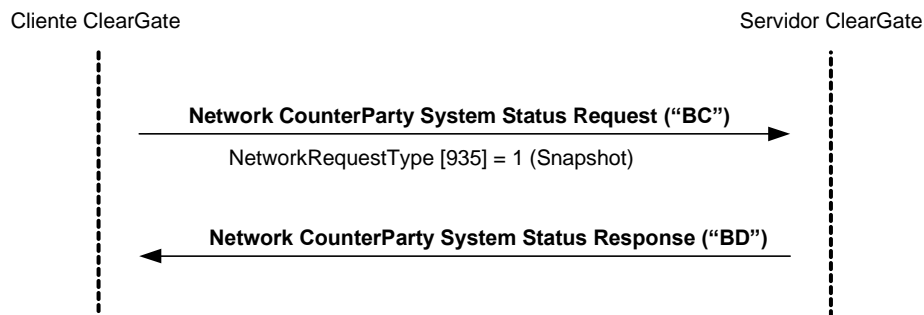 Cliente ClearGate
Servidor ClearGate
Network CounterParty System Status Request (“BC”)
NetworkRequestType [935] = 1 (Snapshot)
Network CounterParty System Status Response (“BD”)